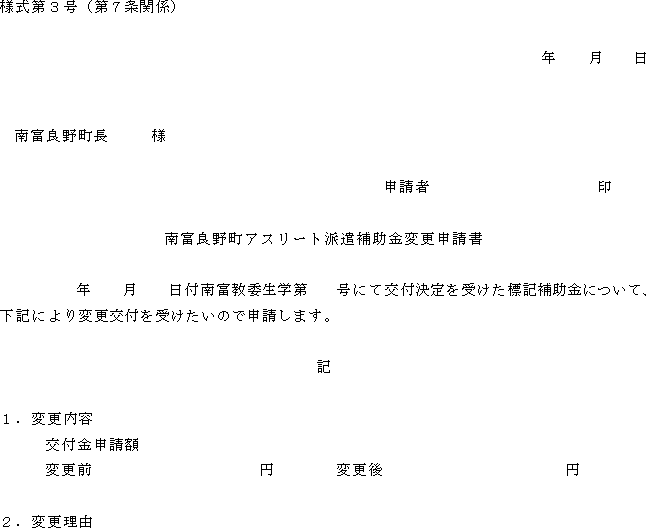 様式第３号（第７条関係）
年　　月　　日
南富良野町長　　　様
申請者　　　　　　　　　　　印
南富良野町アスリート派遣補助金変更申請書
年　　月　　日付南富教委生学第　　号にて交付決定を受けた標記補助金について、
下記により変更交付を受けたいので申請します。
記
１．変更内容
交付金申請額
変更前　　　　　　　　　　　円　　　　変更後　　　　　　　　　　　　円
２．変更理由